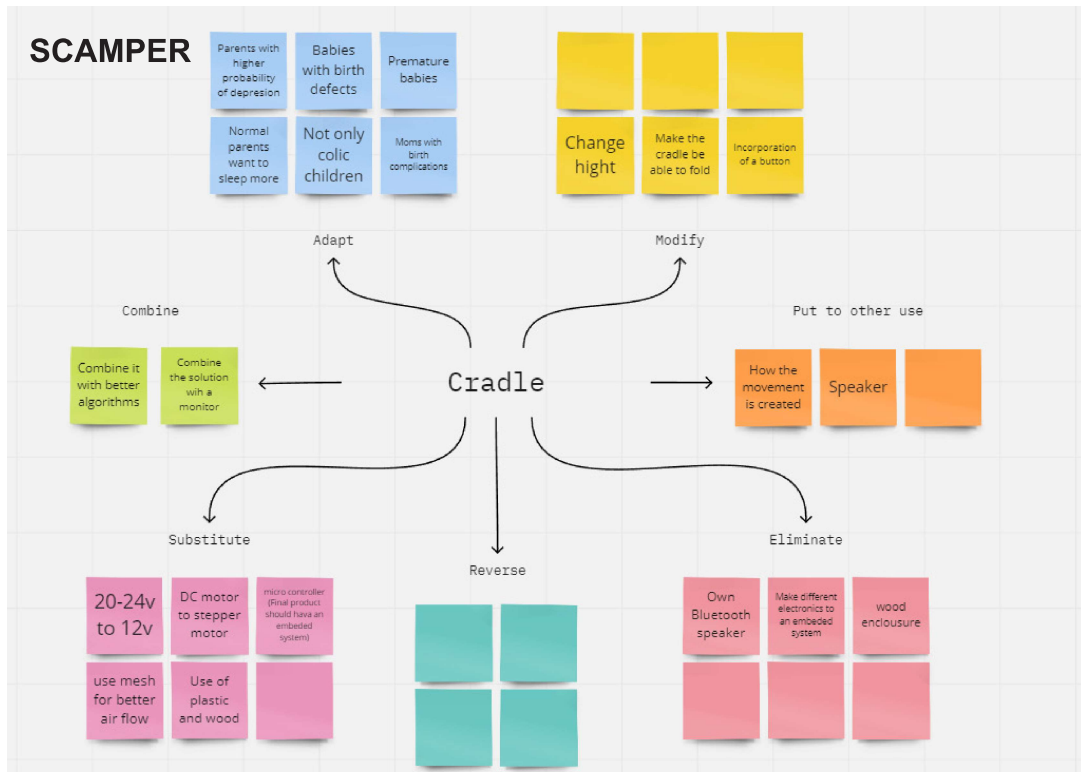 SCAMPER
Parents with
higher
probability
of depresion
Babies
with birth
defects
Premature
babies
Normal
parents
want to
sleep more
Not only
colic
children
Moms with
birth
complications
Adapt
Change
hight
Make the
cradle be
able to fold
Incorporation
of a button
Modify
Combine
Combine it
with better
algorithms
Combine
the solution
wih a
monitor
Cradle
Put to other use
How the
movement
is created
Speaker
Substitute
20-24v
to 12v
DC motor
to stepper
motor
micro controller
(Final product
should hava an
embeded
system)
use mesh
for better
air flow
Use of
plastic
and wood
Reverse
Eliminate
Own
Bluetooth
speaker
Make different
electronics to
an embeded
system
wood
enclousure